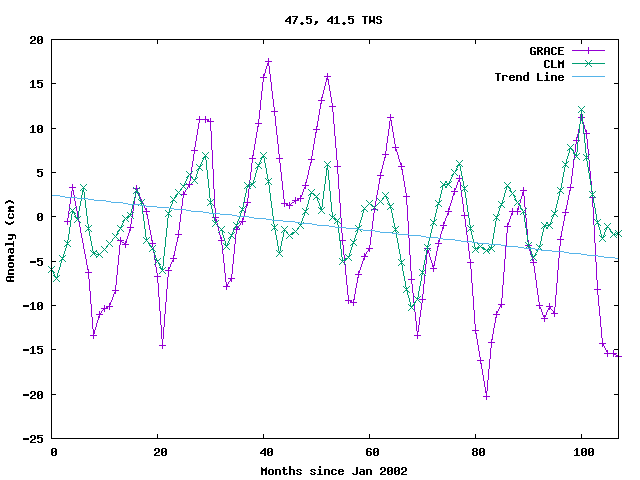 47.5, 41.5 TWS
GRACE
CLM
Trend Line
20
15
10
5
0
-5
-10
-15
-20
-25
Anomaly (cm)
0 20 40 60 80 100
Months since Jan 2002